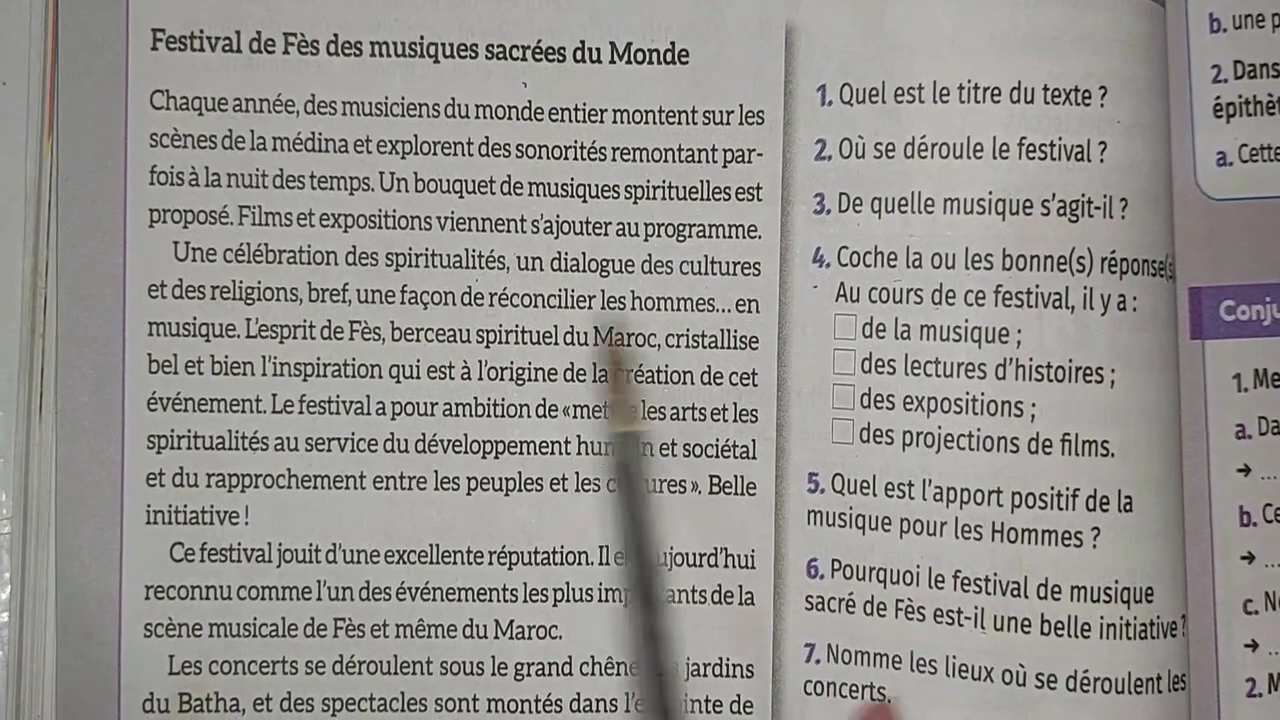 Festival de Fès des musiques sacrées du Monde
Chaque année, des musiciens du monde entier montent sur les
scènes de la médina et explorent des sonorités remontant par-
fois à la nuit des temps. Un bouquet de musiques spirituelles est
proposé. Films et expositions viennent s'ajouter au programme.
Une célébration des spiritualités, un dialogue des cultures
et des religions, bref, une façon de réconcilier les hommes... en
musique. L'esprit de Fès, berceau spirituel du Maroc, cristallise
bel et bien l'inspiration qui est à l'origine de la création de cet
événement. Le festival a pour ambition de « mettre les arts et les
spiritualités au service du développement humain et sociétal
et du rapprochement entre les peuples et les cultures ». Belle
initiative !
Ce festival jouit d'une excellente réputation. Il est aujourd'hui
reconnu comme l'un des événements les plus importants de la
scène musicale de Fès et même du Maroc.
Les concerts se déroulent sous le grand chêne jardins
du Batha, et des spectacles sont montés dans l'enceinte de
1. Quel est le titre du texte ?
2. Où se déroule le festival ?
3. De quelle musique s'agit-il ?
4. Coche la ou les bonne(s) réponse(s
Au cours de ce festival, il y a :
de la musique ;
des lectures d'histoires ;
des expositions ;
des projections de films.
5. Quel est l'apport positif de la
musique pour les Hommes ?
6. Pourquoi le festival de musique
sacré de Fès est-il une belle initiative ?
7. Nomme les lieux où se déroulent les
concerts.
b. une p
2. Dans
épithèt
a. Cette
Conju
1. Me
a. Da
→ ...
b. Ce
→ ...
c. N
→ ..
2. M